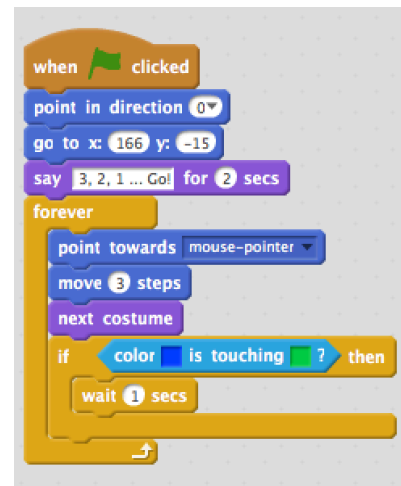 when clicked
point in direction 0
go to x: 166 y: -15
say 3, 2, 1 ... Go! for 2 secs
forever
point towards mouse-pointer
move 3 steps
next costume
if color is touching ? then
wait 1 secs